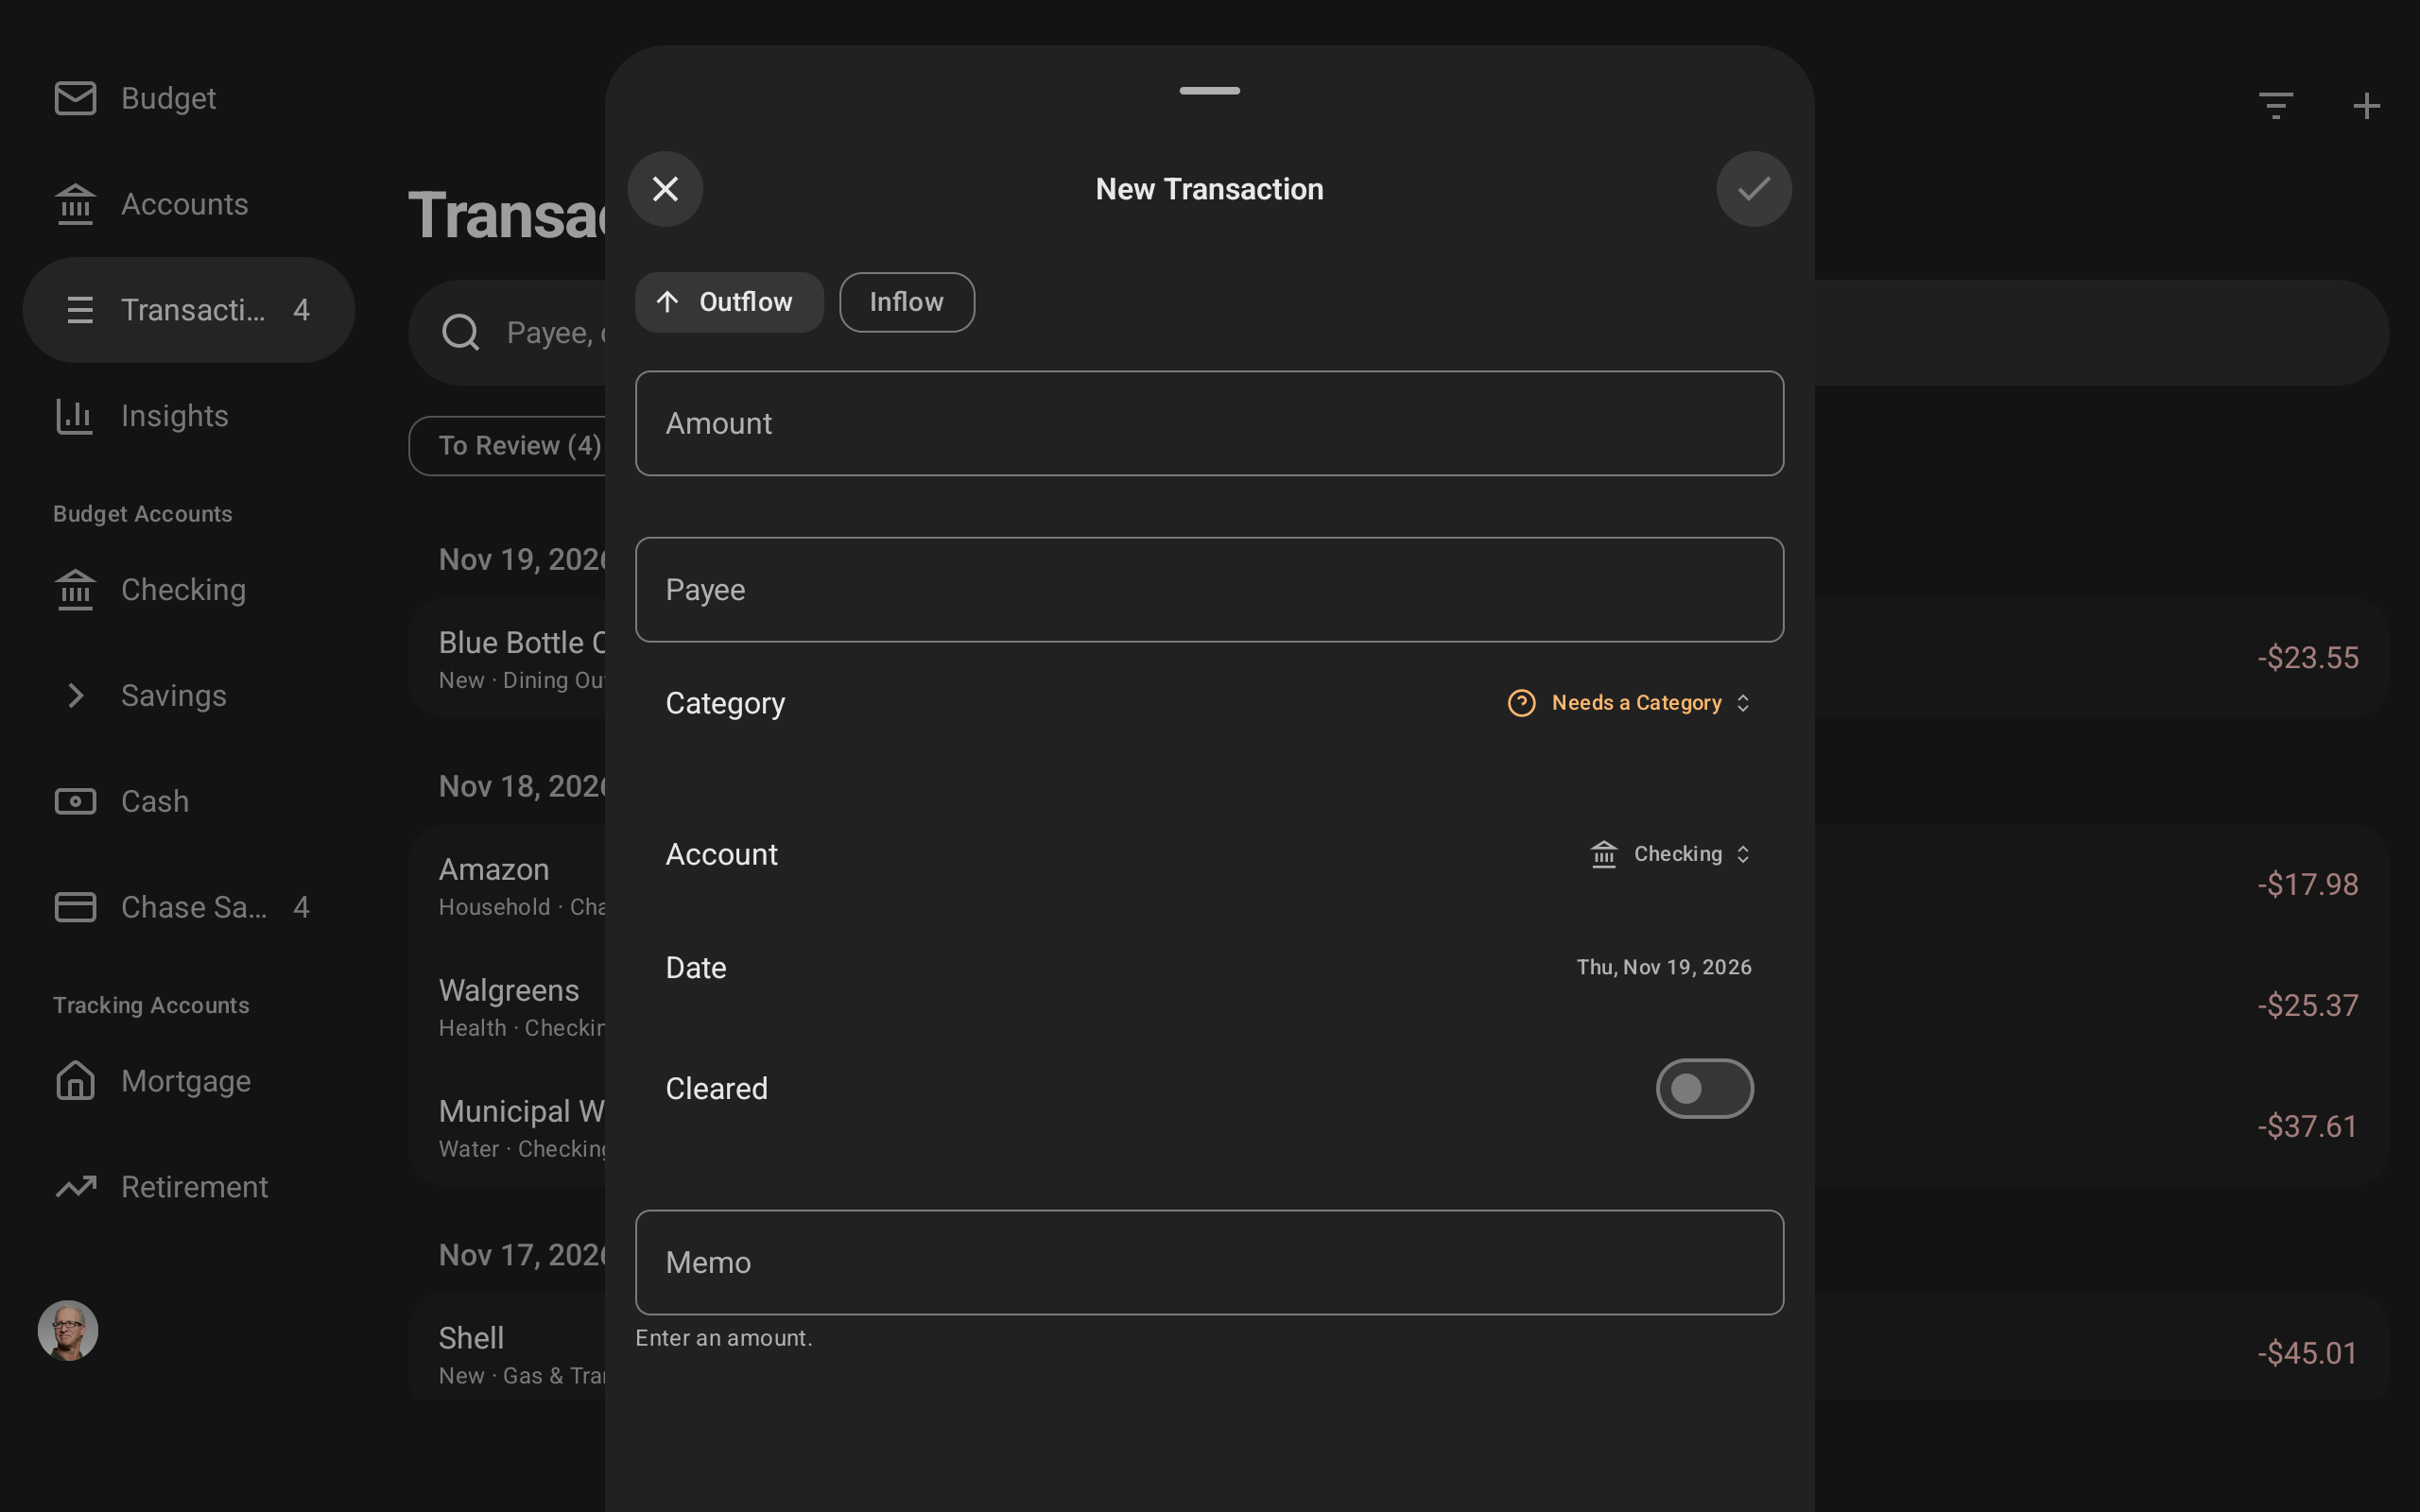 Budget
Accounts
Transacti... 4
Insights
Budget Accounts
Checking
Savings
Cash
Chase Sa... 4
Tracking Accounts
Mortgage
Retirement
Transac
Payee,
To Review (4)
Nov 19, 2026
Blue Bottle C
New · Dining Ou
-$23.55
Nov 18, 2026
Amazon
Household · Cha
-$17.98
Walgreens
Health · Checkin
-$25.37
Municipal W
Water · Checking
-$37.61
Nov 17, 2026
Shell
New · Gas & Tra
-$45.01
New Transaction
Outflow
Inflow
Amount
Payee
Category
Needs a Category
Account
Checking
Date
Thu, Nov 19, 2026
Cleared
Memo
Enter an amount.